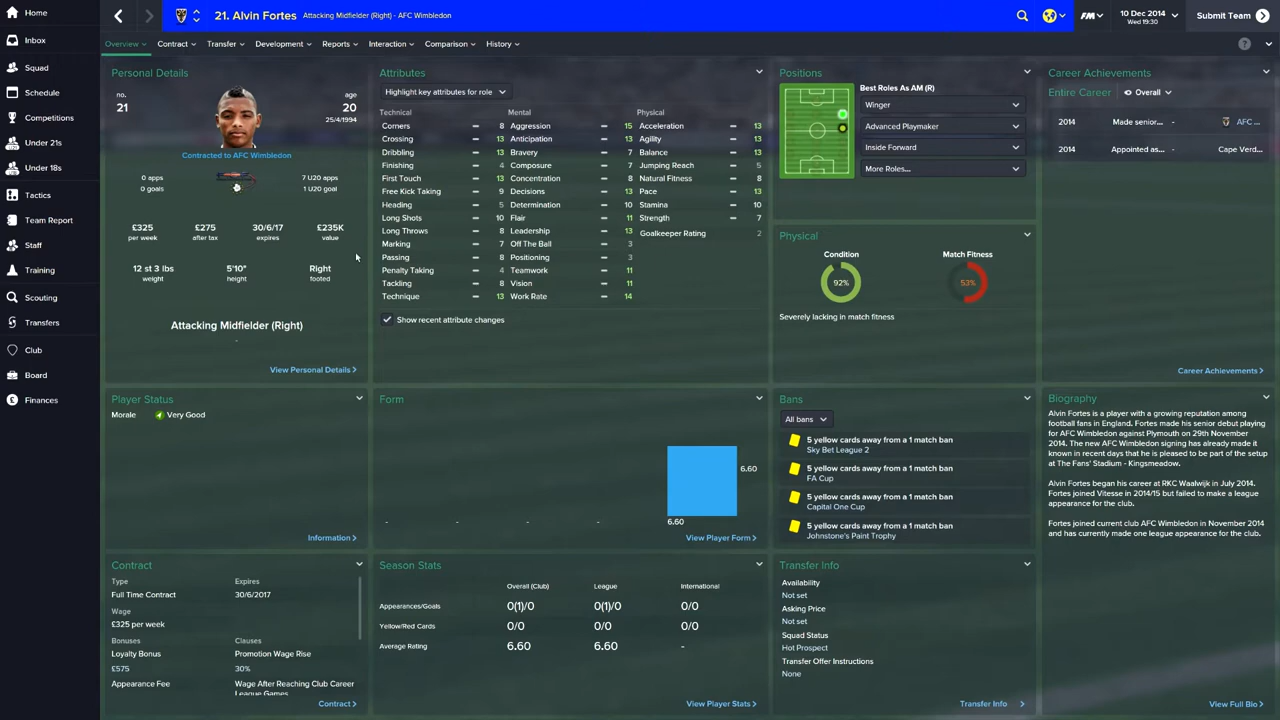 21. Alvin Fortes
Attacking Midfielder (Right) - AFC Wimbledon
FM
10 Dec 2014
Wed 19:30
Submit Team
Home
Inbox
Squad
Schedule
Competitions
Under 21s
Under 18s
Tactics
Team Report
Staff
Training
Scouting
Transfers
Club
Board
Finances
Overview
Contract
Transfer
Development
Reports
Interaction
Comparison
History
Personal Details
no.
21
age
20
25/4/1994
Contracted to AFC Wimbledon
0 apps
0 goals
7 U20 apps
1 U20 goal
£325
per week
£275
after tax
30/6/17
expires
£235K
value
12 st 3 lbs
weight
5'10"
height
Right
footed
Attacking Midfielder (Right)
-
View Personal Details >
Attributes
Highlight key attributes for role
Technical Mental Physical
Corners 8 Aggression 15 Acceleration 13
Crossing 13 Anticipation 13 Agility 13
Dribbling 13 Bravery 7 Balance 13
Finishing 4 Composure 7 Jumping Reach 5
First Touch 13 Concentration 8 Natural Fitness 8
Free Kick Taking 9 Decisions 13 Pace 13
Heading 5 Determination 10 Stamina 10
Long Shots 10 Flair 11 Strength 7
Long Throws 8 Leadership 13 Goalkeeper Rating 2
Marking 7 Off The Ball 3
Passing 8 Positioning 3
Penalty Taking 4 Teamwork 11
Tackling 8 Vision 11
Technique 13 Work Rate 14
Show recent attribute changes
Positions
Best Roles As AM (R)
Winger
Advanced Playmaker
Inside Forward
More Roles...
Physical
Condition
92%
Match Fitness
53%
Severely lacking in match fitness
Career Achievements
Entire Career
Overall
2014 Made senior... - AFC ...
2014 Appointed as... - Cape Verd...
Career Achievements >
Player Status
Morale Very Good
Information >
Form
6.60
- - - - 6.60
View Player Form >
Bans
All bans
5 yellow cards away from a 1 match ban
Sky Bet League 2
5 yellow cards away from a 1 match ban
FA Cup
5 yellow cards away from a 1 match ban
Capital One Cup
5 yellow cards away from a 1 match ban
Johnstone's Paint Trophy
Biography
Alvin Fortes is a player with a growing reputation among
football fans in England. Fortes made his senior debut playing
for AFC Wimbledon against Plymouth on 29th November
2014. The new AFC Wimbledon signing has already made it
known in recent days that he is pleased to be part of the setup
at The Fans' Stadium - Kingsmeadow.
Alvin Fortes began his career at RKC Waalwijk in July 2014.
Fortes joined Vitesse in 2014/15 but failed to make a league
appearance for the club.
Fortes joined current club AFC Wimbledon in November 2014
and has currently made one league appearance for the club.
View Full Bio >
Contract
Type Expires
Full Time Contract 30/6/2017
Wage
£325 per week
Bonuses Clauses
Loyalty Bonus Promotion Wage Rise
£575 30%
Appearance Fee Wage After Reaching Club Career
League Games
Contract >
Season Stats
Overall (Club) League International
Appearances/Goals 0(1)/0 0(1)/0 0/0
Yellow/Red Cards 0/0 0/0 0/0
Average Rating 6.60 6.60 -
View Player Stats >
Transfer Info
Availability
Not set
Asking Price
Not set
Squad Status
Hot Prospect
Transfer Offer Instructions
None
Transfer Info >